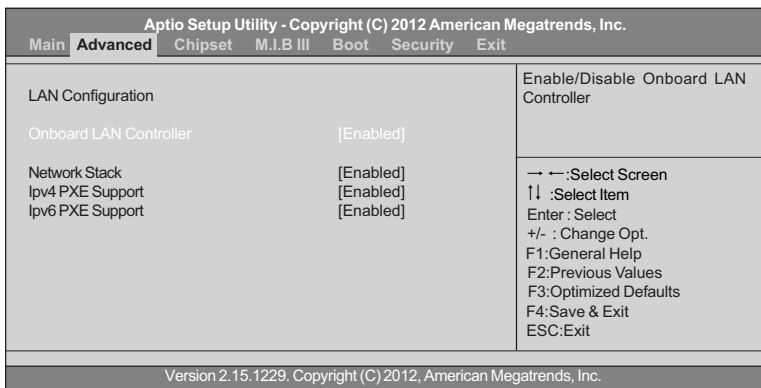 Aptio Setup Utility - Copyright (C) 2012 American Megatrends, Inc.
Main Advanced Chipset M.I.B III Boot Security Exit
LAN Configuration
Onboard LAN Controller [Enabled]
Network Stack [Enabled]
Ipv4 PXE Support [Enabled]
Ipv6 PXE Support [Enabled]
Enable/Disable Onboard LAN
Controller
→ ←:Select Screen
↑↓ :Select Item
Enter : Select
+/- : Change Opt.
F1:General Help
F2:Previous Values
F3:Optimized Defaults
F4:Save & Exit
ESC:Exit
Version 2.15.1229. Copyright (C) 2012, American Megatrends, Inc.